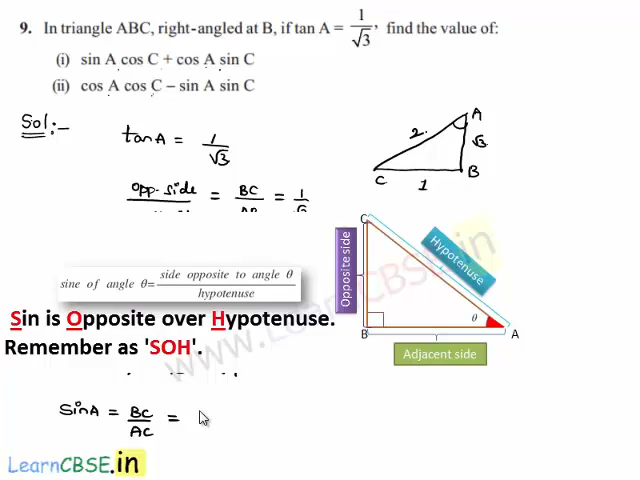 9. In triangle ABC, right-angled at B, if tan A = 1/√3, find the value of:
(i) sin A cos C + cos A sin C
(ii) cos A cos C – sin A sin C
Sol:-
tan A = 1/√3
opp. side = BC = 1
A
2
√3
C
1
B
C
Opposite side
Hypotenuse
θ
B
A
Adjacent side
sine of angle θ = side opposite to angle θ / hypotenuse
Sin is Opposite over Hypotenuse.
Remember as 'SOH'.
www.LearnCBSE.in
sin A = BC/AC =
LearnCBSE.in